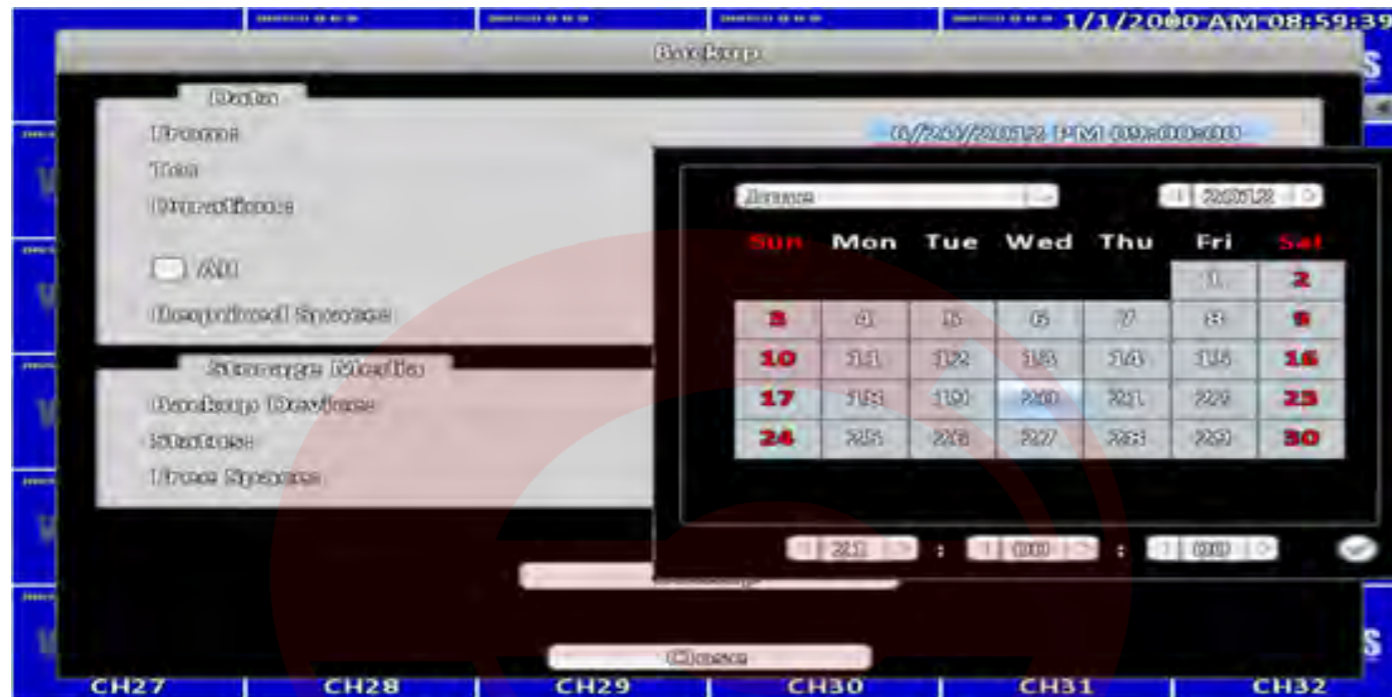 1/1/2000 AM 08:59:39
Backup
Data
From:
6/20/2012 PM 09:00:00
To:
Duration:
All
Required Space:
Storage Media
Backup Device:
Status:
Free Space:
June 2012
Sun Mon Tue Wed Thu Fri Sat
1 2
3 4 5 6 7 8 9
10 11 12 13 14 15 16
17 18 19 20 21 22 23
24 25 26 27 28 29 30
21 : 00 : 00
Close
CH27 CH28 CH29 CH30 CH31 CH32